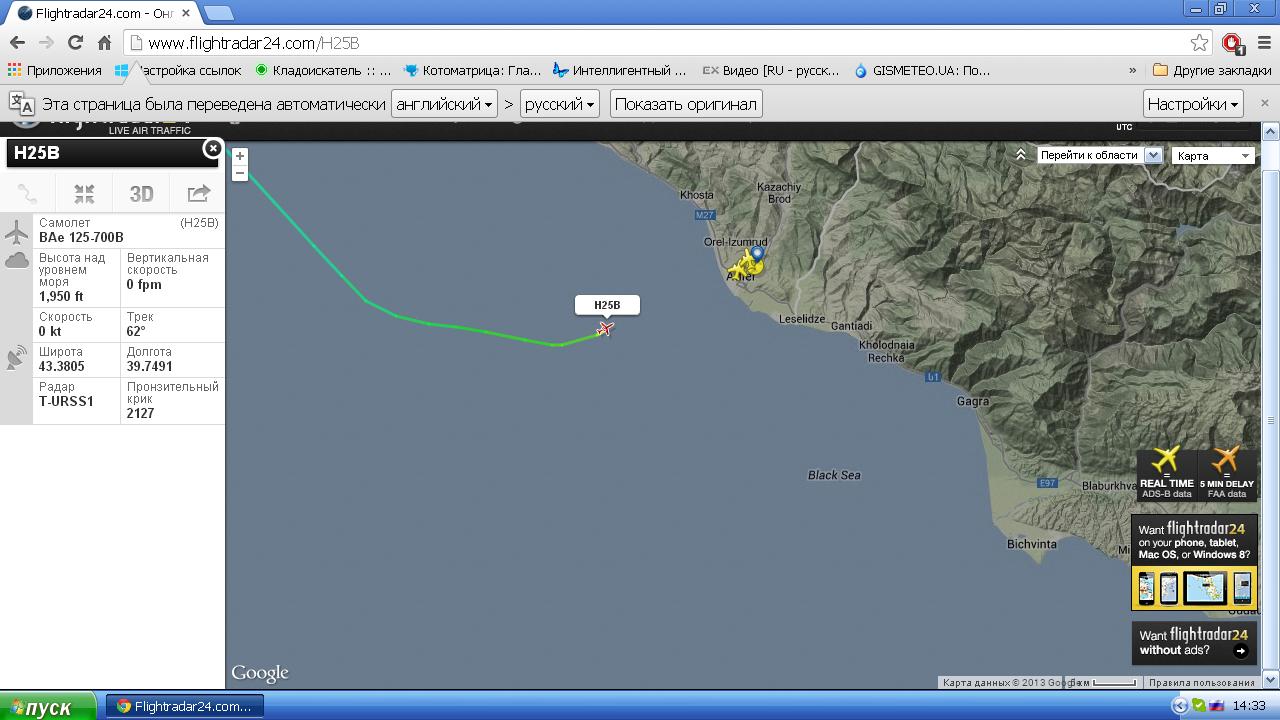 Flightradar24.com - Онл
www.flightradar24.com/H25B
1
Приложения
астройка ссылок
Кладоискатель :: ...
Котоматрица: Гла...
Интеллигентный ...
EX Видео [RU - русск...
GISMETEO.UA: По...
»
Другие закладки
Эта страница была переведена автоматически
английский
>
русский
Показать оригинал
Настройки
LIVE AIR TRAFFIC
UTC
H25B
3D
Самолет
(H25B)
BAe 125-700B
Высота над уровнем моря
1,950 ft
Вертикальная скорость
0 fpm
Скорость
0 kt
Трек
62°
Широта
43.3805
Долгота
39.7491
Радар
T-URSS1
Пронзительный крик
2127
+
−
Перейти к области
Карта
Khosta
Kazachiy
Brod
M27
Orel-Izumrud
Adler
H25B
Leselidze
Gantiadi
Kholodnaia
Rechka
Gagra
Black Sea
E97
Blaburkhva
Bichvinta
REAL TIME
ADS-B data
5 MIN DELAY
FAA data
Want flightradar24
on your phone, tablet,
Mac OS, or Windows 8?
Want flightradar24
without ads?
Google
Карта данных © 2013 Google
5 км
Правила пользования
пуск
Flightradar24.com...
14:33